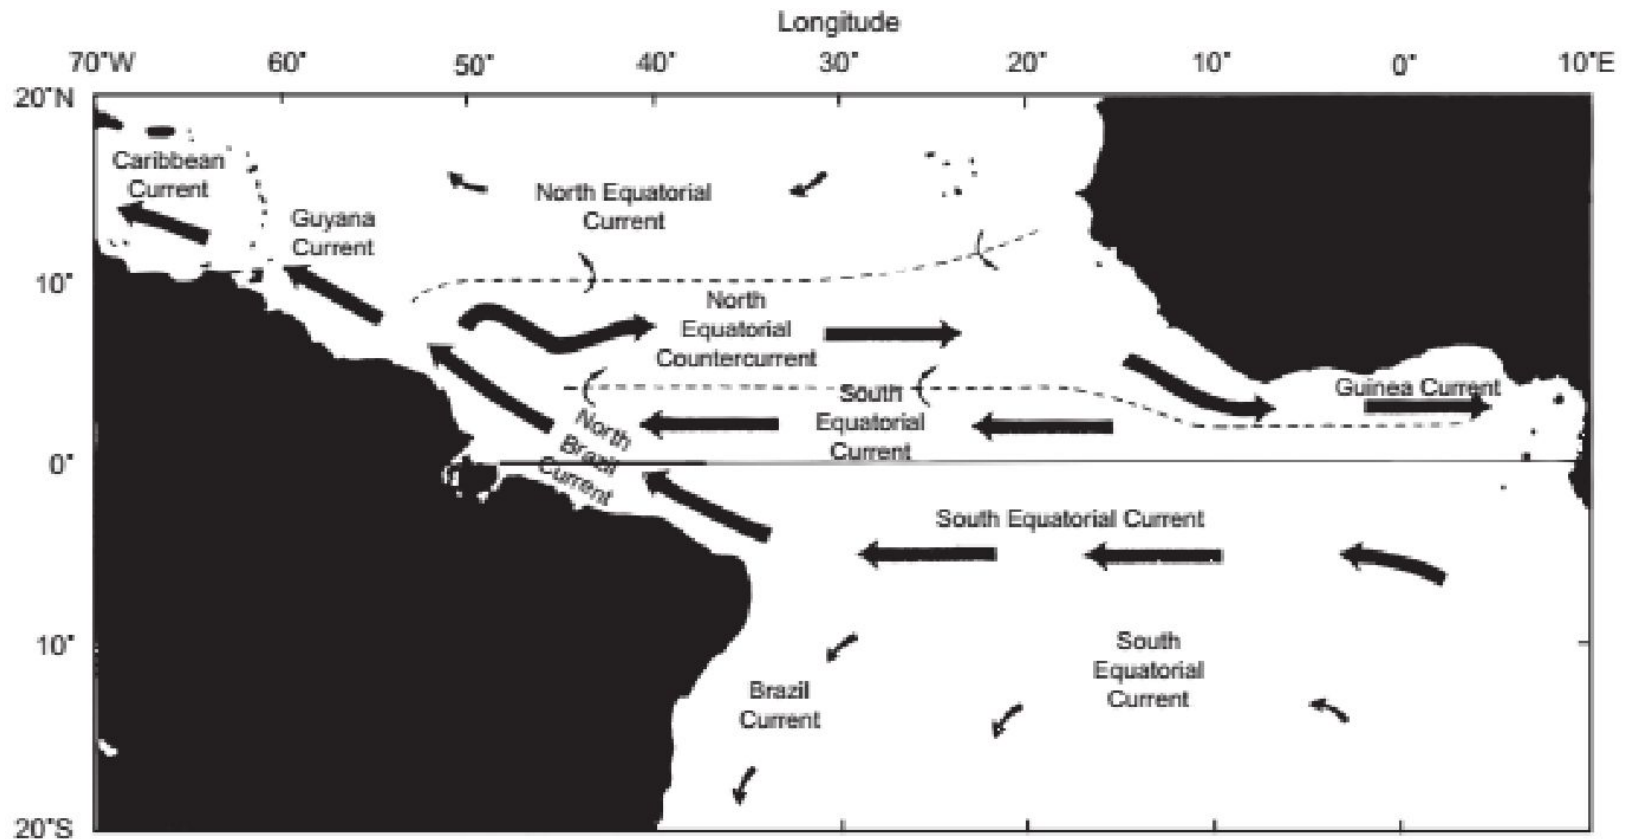 Longitude
70°W 60° 50° 40° 30° 20° 10° 0° 10°E
20°N
Caribbean
Current
Guyana
Current
North Equatorial
Current
10°
North
Equatorial
Countercurrent
Guinea Current
South
Equatorial
Current
North
Brazil
Current
0°
South Equatorial Current
10°
South
Equatorial
Current
Brazil
Current
20°S